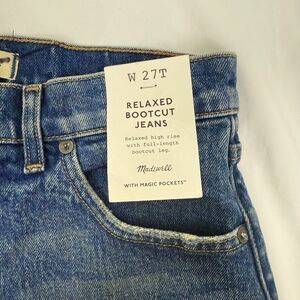 W 27T
RELAXED
BOOTCUT
JEANS
Relaxed high rise
with full-length
bootcut leg.
Madewell
WITH MAGIC POCKETS™